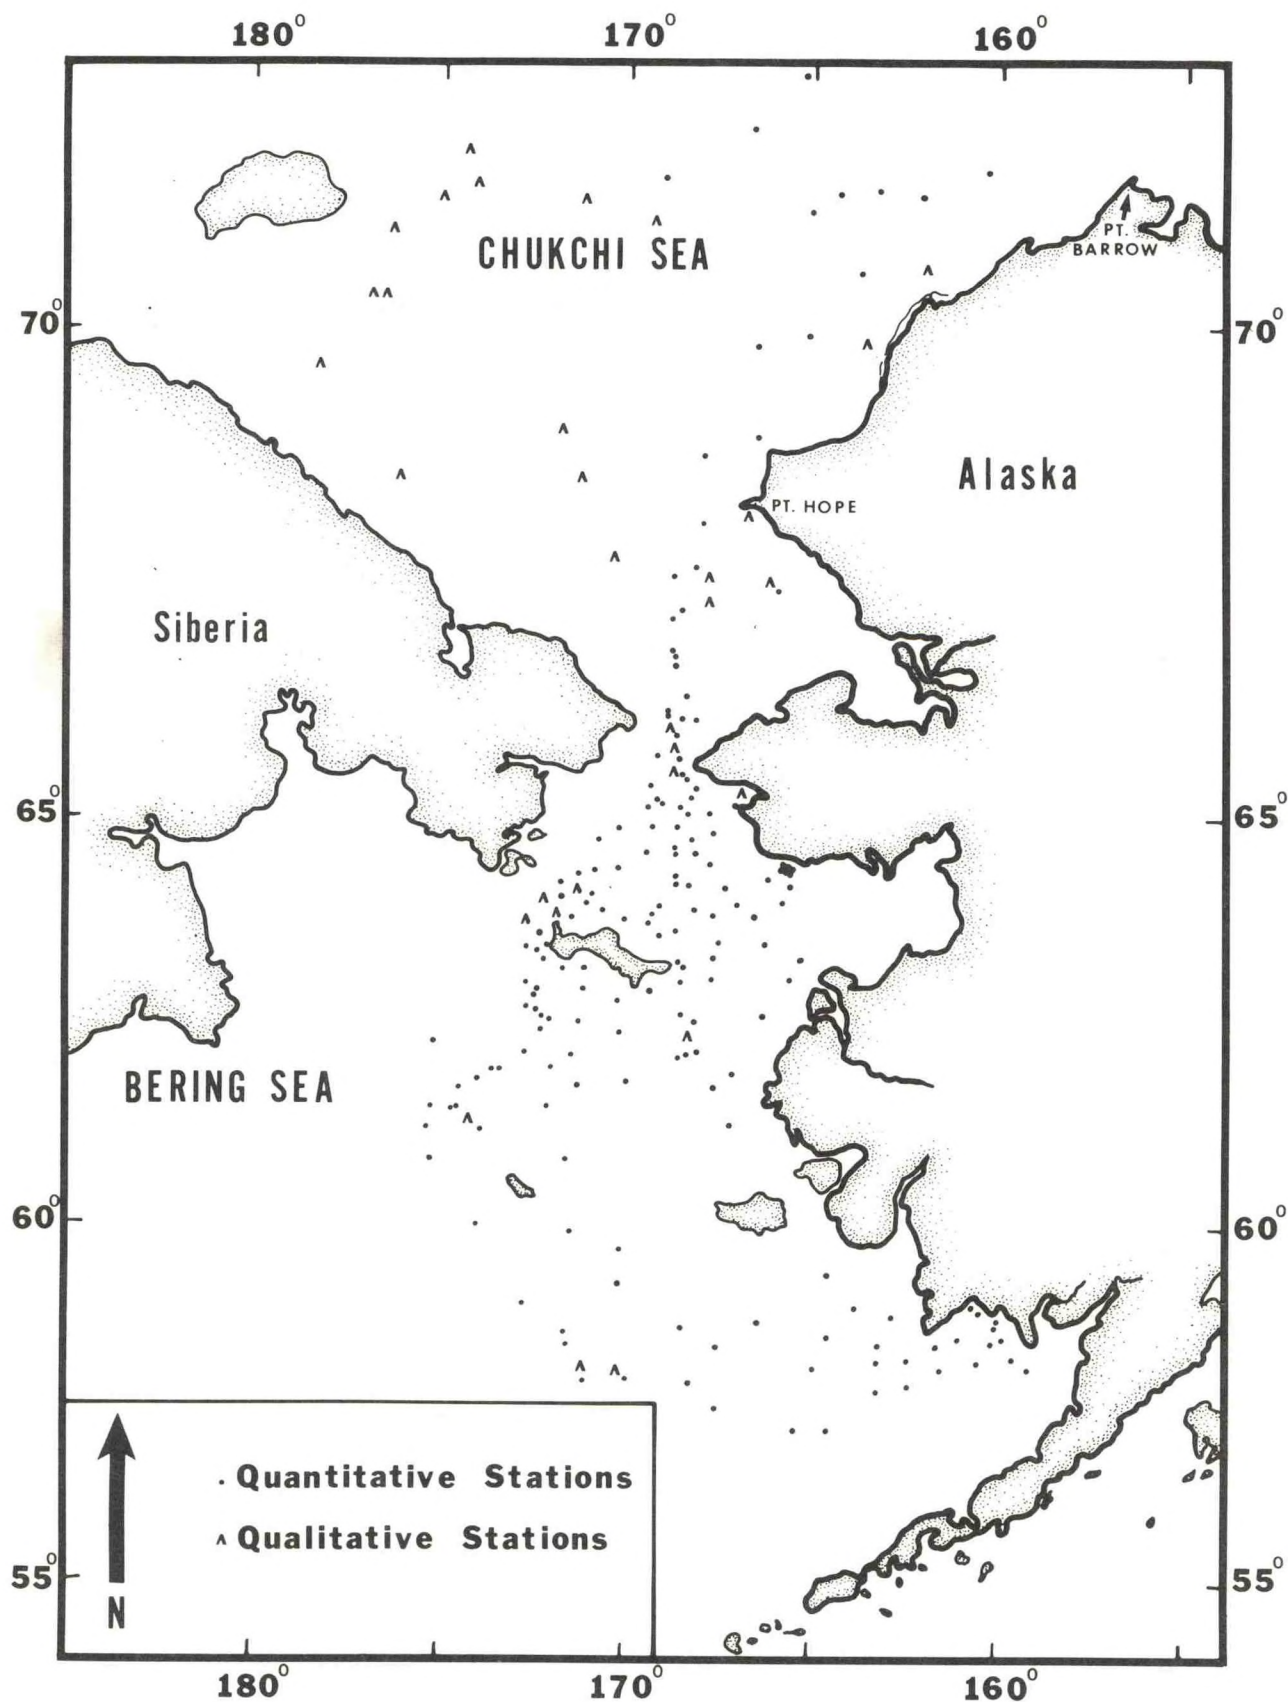 180° 170° 160°
CHUKCHI SEA
PT.
BARROW
70° 70°
Alaska
PT. HOPE
Siberia
65° 65°
BERING SEA
60° 60°
. Quantitative Stations
^ Qualitative Stations
55° 55°
N
180° 170° 160°